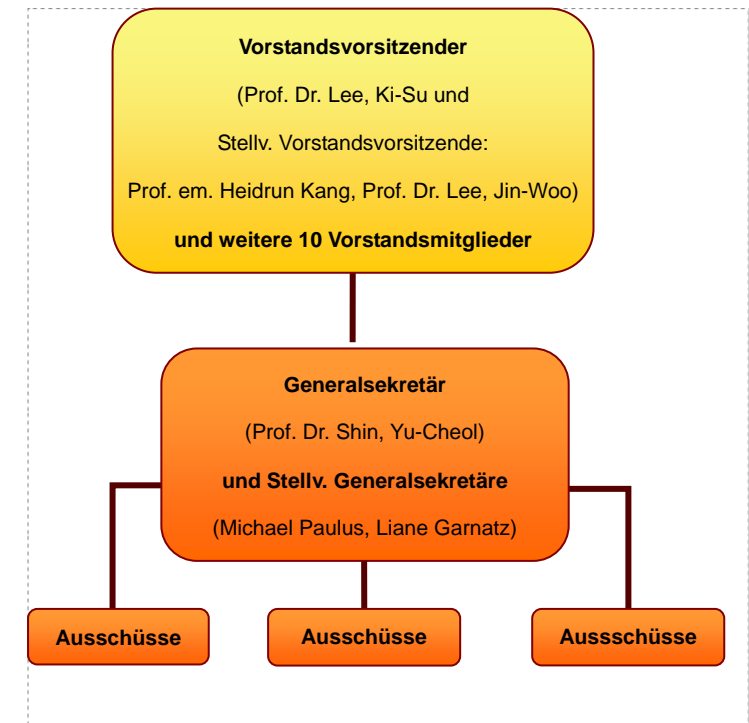 Vorstandsvorsitzender
(Prof. Dr. Lee, Ki-Su und
Stellv. Vorstandsvorsitzende:
Prof. em. Heidrun Kang, Prof. Dr. Lee, Jin-Woo)
und weitere 10 Vorstandsmitglieder
Generalsekretär
(Prof. Dr. Shin, Yu-Cheol)
und Stellv. Generalsekretäre
(Michael Paulus, Liane Garnatz)
Ausschüsse
Ausschüsse
Aussschüsse